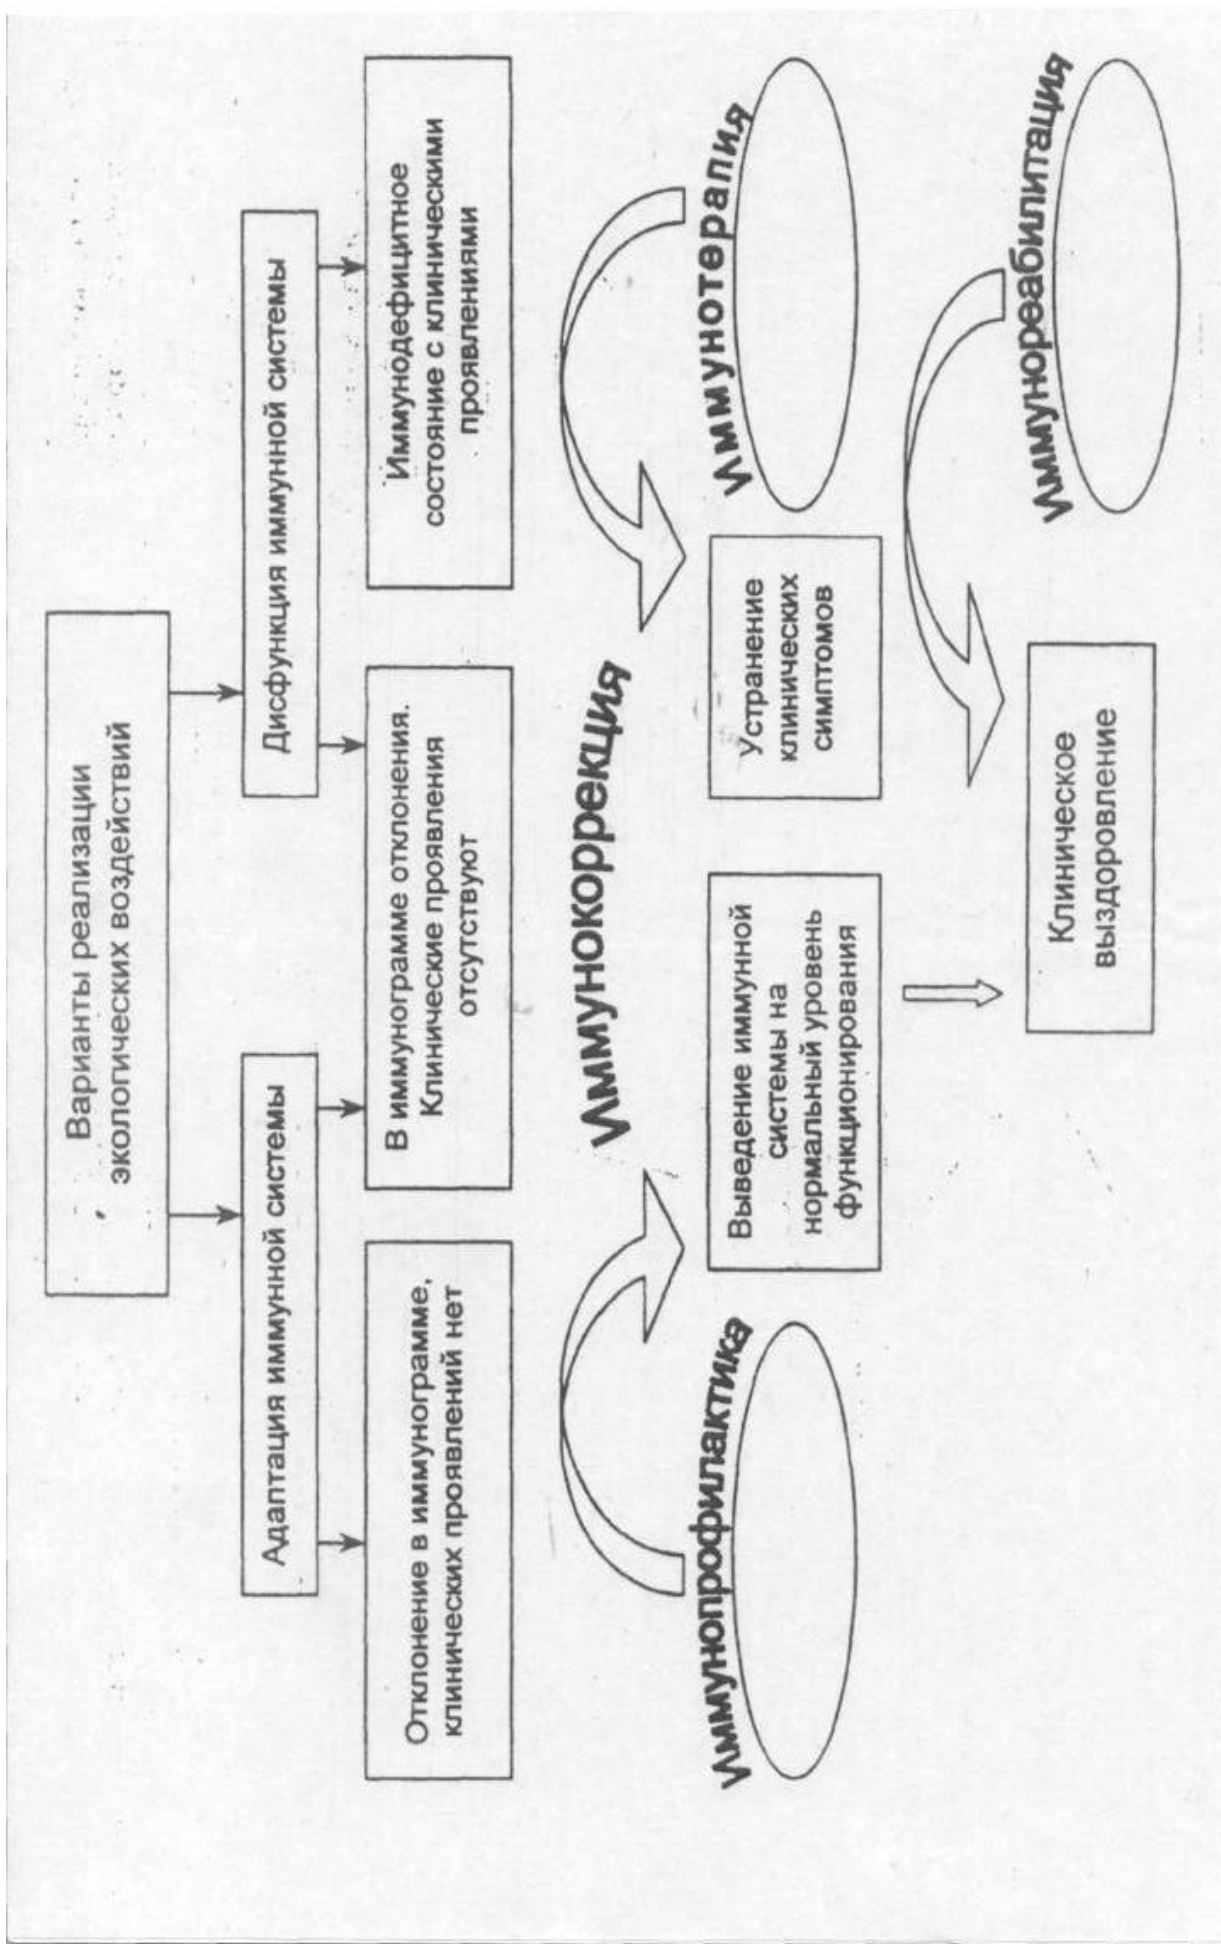 Варианты реализации
экологических воздействий
Адаптация иммунной системы
Дисфункция иммунной системы
Отклонение в иммунограмме,
клинических проявлений нет
В иммунограмме отклонения.
Клинические проявления
отсутствуют
Иммунодефицитное
состояние с клиническими
проявлениями
Иммунокоррекция
Иммунопрофилактика
Выведение иммунной
системы на
нормальный уровень
функционирования
Устранение
клинических
симптомов
Иммунотерапия
Клиническое
выздоровление
Иммунореабилитация